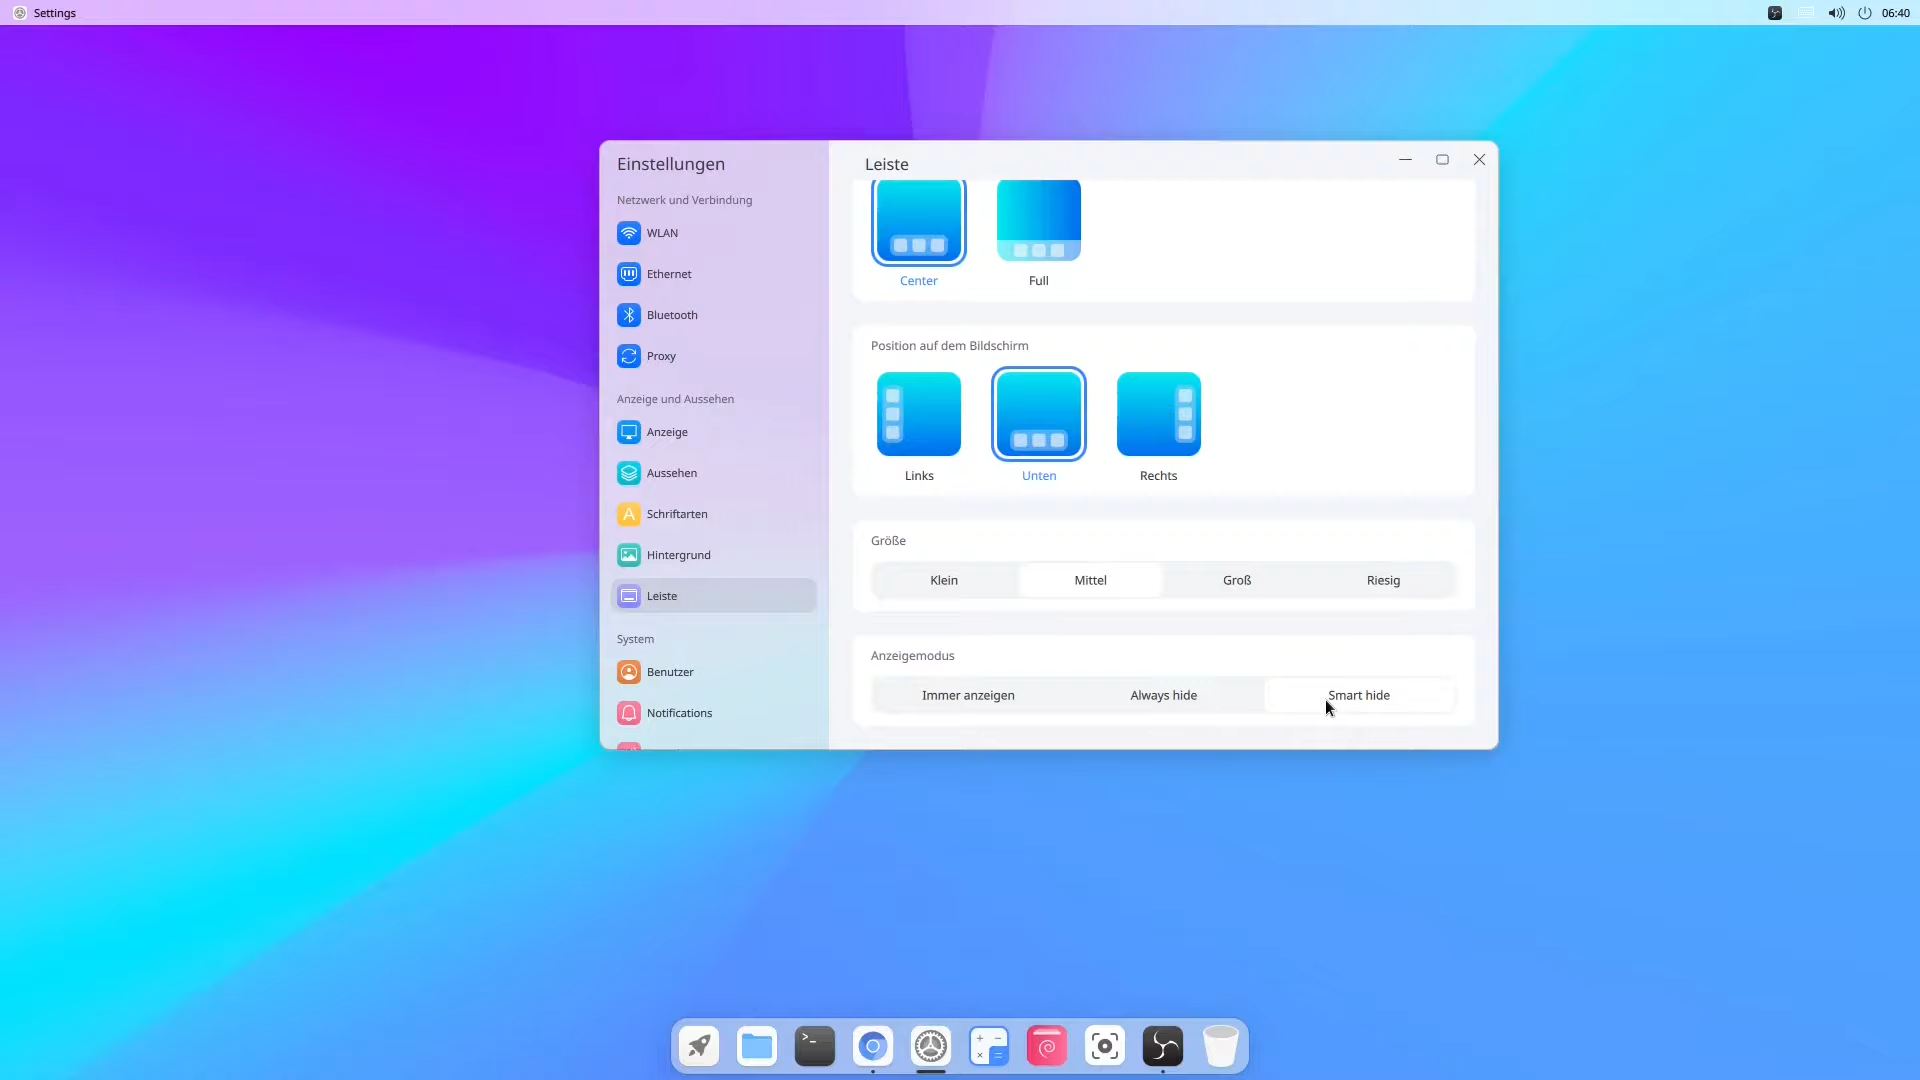 Settings
06:40
Einstellungen
Netzwerk und Verbindung
WLAN
Ethernet
Bluetooth
Proxy
Anzeige und Aussehen
Anzeige
Aussehen
Schriftarten
Hintergrund
Leiste
System
Benutzer
Notifications
Leiste
Center
Full
Position auf dem Bildschirm
Links
Unten
Rechts
Größe
Klein
Mittel
Groß
Riesig
Anzeigemodus
Immer anzeigen
Always hide
Smart hide